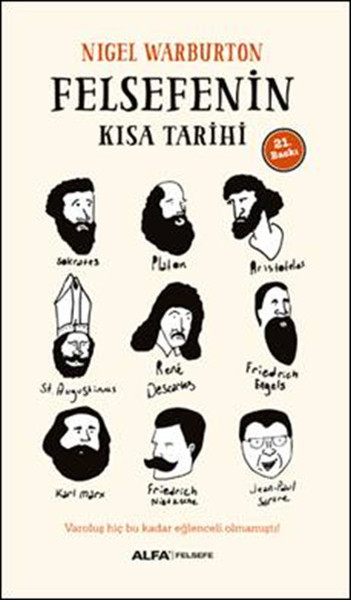 NIGEL WARBURTON
FELSEFENİN
KISA TARİHİ
21.
Baskı
Sokrates
Platon
Aristoteles
St. Augustinus
René
Descartes
Friedrich
Engels
Karl Marx
Friedrich
Nietzsche
Jean-Paul
Sartre
Varoluş hiç bu kadar eğlenceli olmamıştı!
ALFA | FELSEFE